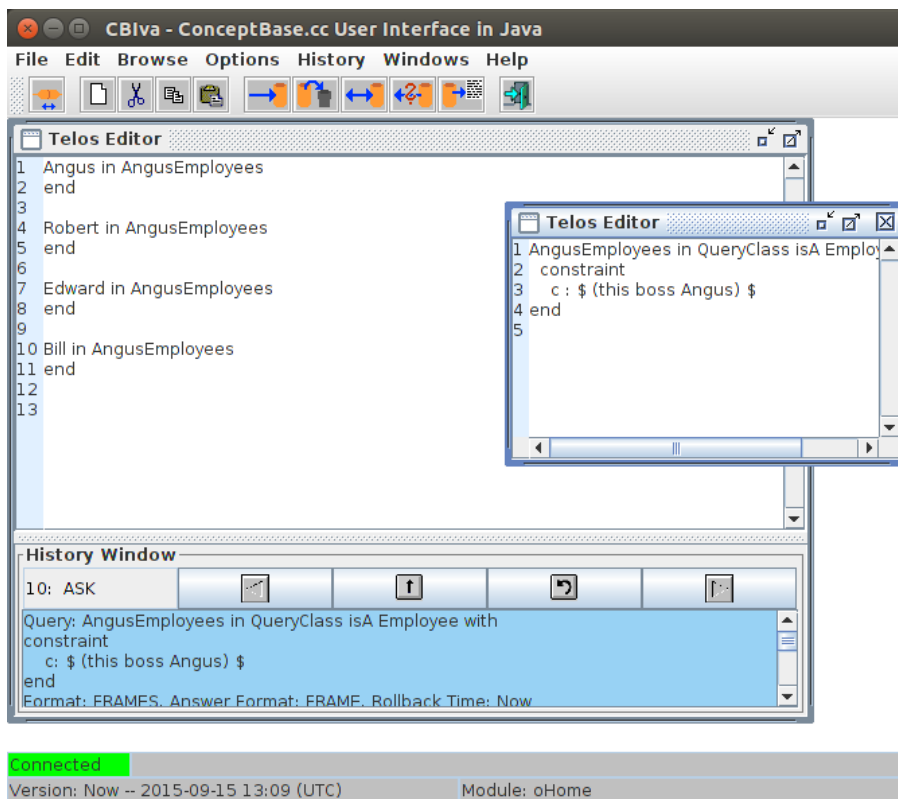 CBIva - ConceptBase.cc User Interface in Java
File Edit Browse Options History Windows Help
Telos Editor
1 Angus in AngusEmployees
2 end
3
4 Robert in AngusEmployees
5 end
6
7 Edward in AngusEmployees
8 end
9
10 Bill in AngusEmployees
11 end
12
13
Telos Editor
1 AngusEmployees in QueryClass isA Employ
2 constraint
3 c : $ (this boss Angus) $
4 end
5
History Window
10: ASK
Query: AngusEmployees in QueryClass isA Employee with
constraint
c: $ (this boss Angus) $
end
Format: FRAMES, Answer Format: FRAME, Rollback Time: Now
Connected
Version: Now -- 2015-09-15 13:09 (UTC) Module: oHome